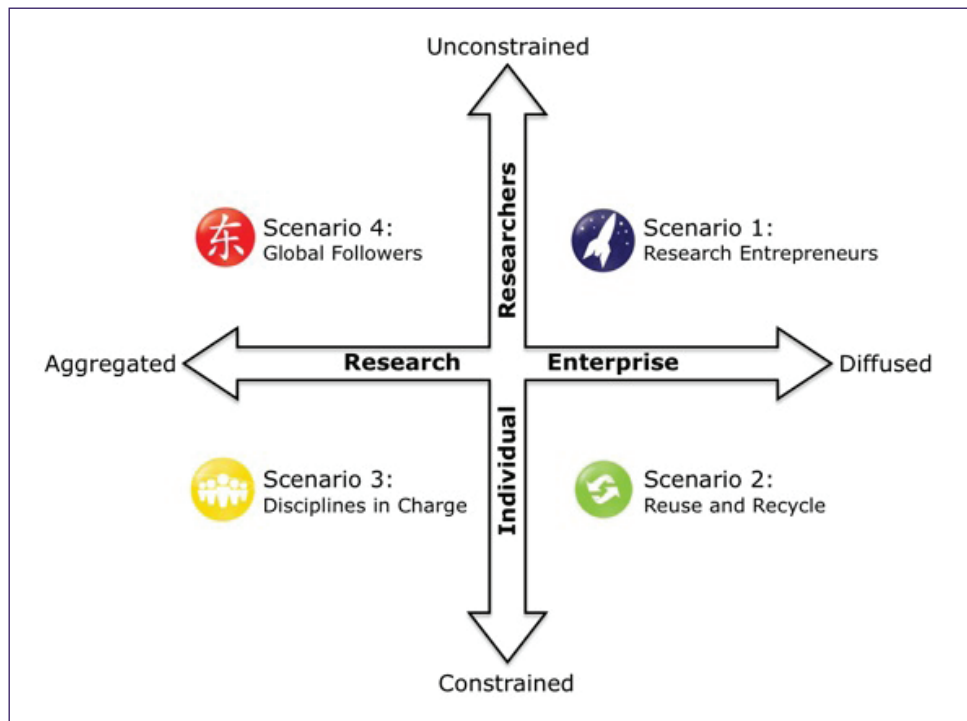 Unconstrained
Researchers
东
Scenario 4:
Global Followers
Scenario 1:
Research Entrepreneurs
Aggregated
Research Enterprise
Diffused
Individual
Scenario 3:
Disciplines in Charge
Scenario 2:
Reuse and Recycle
Constrained